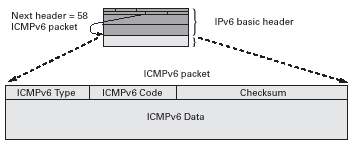 Next header = 58
ICMPv6 packet
IPv6 basic header
ICMPv6 packet
ICMPv6 Type
ICMPv6 Code
Checksum
ICMPv6 Data